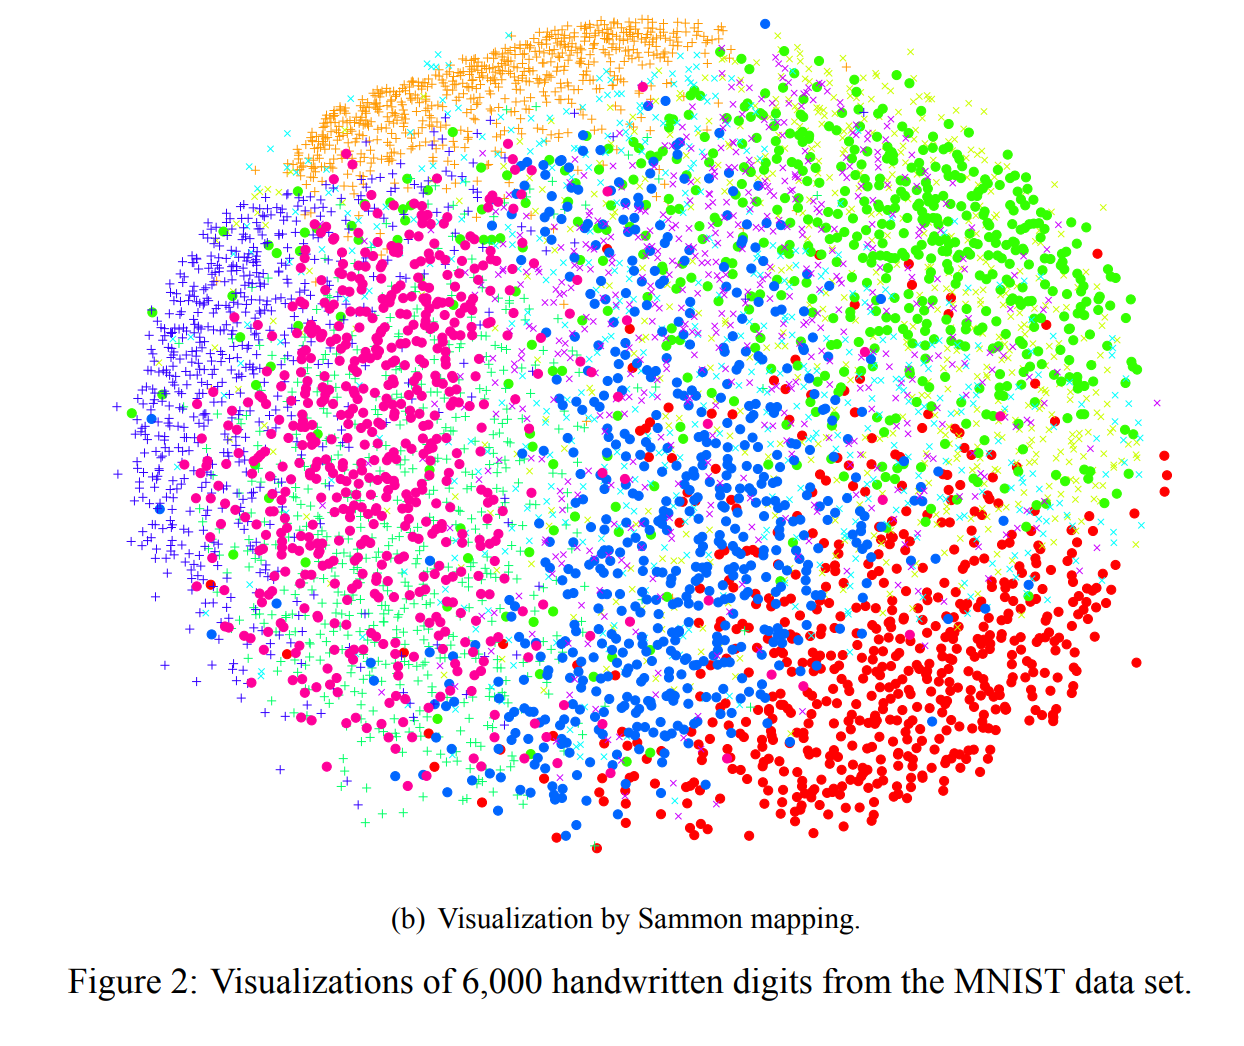 (b) Visualization by Sammon mapping.
Figure 2: Visualizations of 6,000 handwritten digits from the MNIST data set.